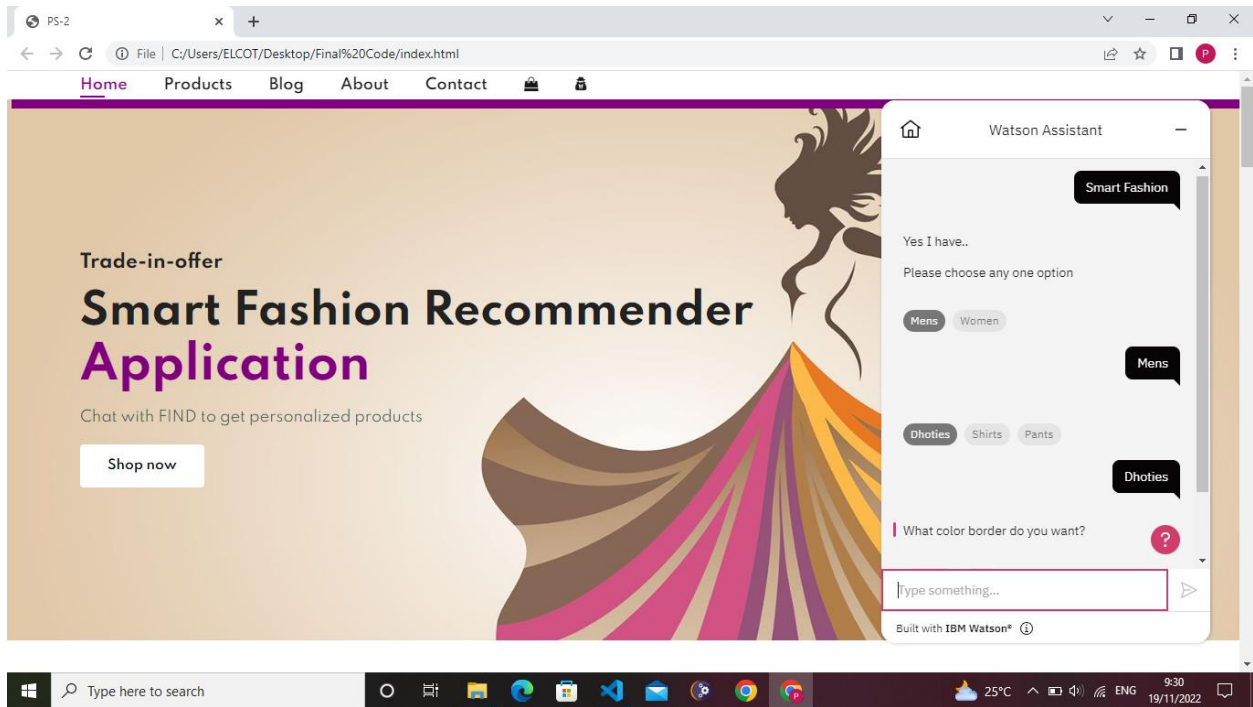 PS-2
File | C:/Users/ELCOT/Desktop/Final%20Code/index.html
P
Home Products Blog About Contact
Watson Assistant
Smart Fashion
Yes I have..
Please choose any one option
Mens Women
Mens
Dhoties Shirts Pants
Dhoties
What color border do you want?
?
Type something...
Built with IBM Watson®
Trade-in-offer
Smart Fashion Recommender
Application
Chat with FIND to get personalized products
Shop now
Type here to search
25°C ENG
9:30
19/11/2022